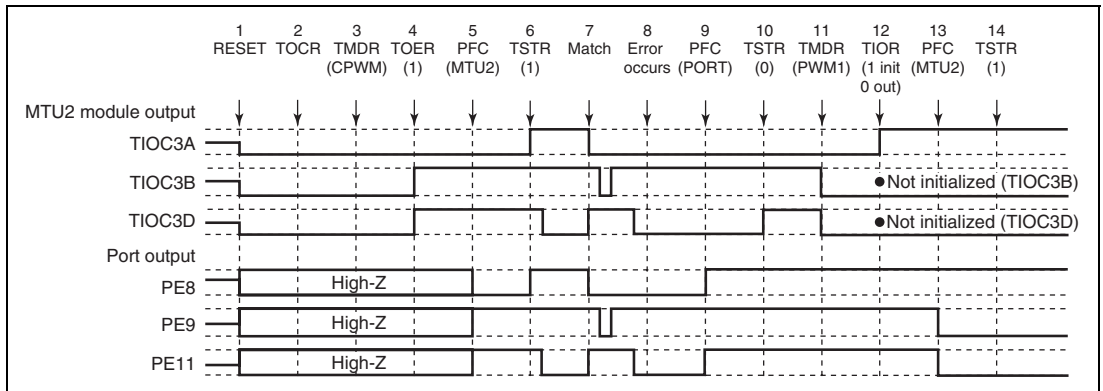 1 2 3 4 5 6 7 8 9 10 11 12 13 14
RESET TOCR TMDR TOER PFC TSTR Match Error PFC TSTR TMDR TIOR PFC TSTR
(CPWM) (1) (MTU2) (1) occurs (PORT) (0) (PWM1) (1 init (MTU2) (1)
0 out)
MTU2 module output
TIOC3A
TIOC3B ●Not initialized (TIOC3B)
TIOC3D ●Not initialized (TIOC3D)
Port output
PE8 High-Z
PE9 High-Z
PE11 High-Z